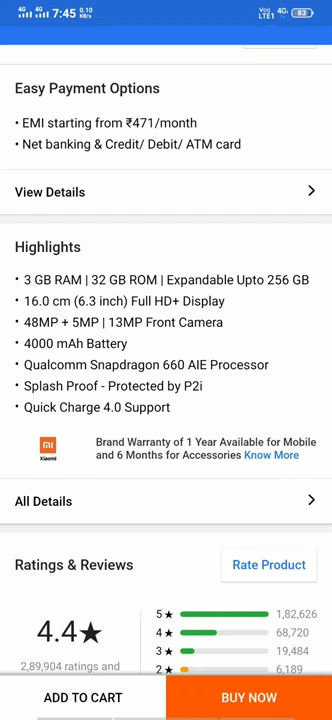 4G 4G 7:45 0.10 KB/s VoD LTE1 4G 83
Easy Payment Options
• EMI starting from ₹471/month
• Net banking & Credit/ Debit/ ATM card
View Details
Highlights
• 3 GB RAM | 32 GB ROM | Expandable Upto 256 GB
• 16.0 cm (6.3 inch) Full HD+ Display
• 48MP + 5MP | 13MP Front Camera
• 4000 mAh Battery
• Qualcomm Snapdragon 660 AIE Processor
• Splash Proof - Protected by P2i
• Quick Charge 4.0 Support
mi
Xiaomi
Brand Warranty of 1 Year Available for Mobile
and 6 Months for Accessories Know More
All Details
Ratings & Reviews
Rate Product
4.4★
2,89,904 ratings and
5★ 1,82,626
4★ 68,720
3★ 19,484
2★ 6,189
ADD TO CART
BUY NOW